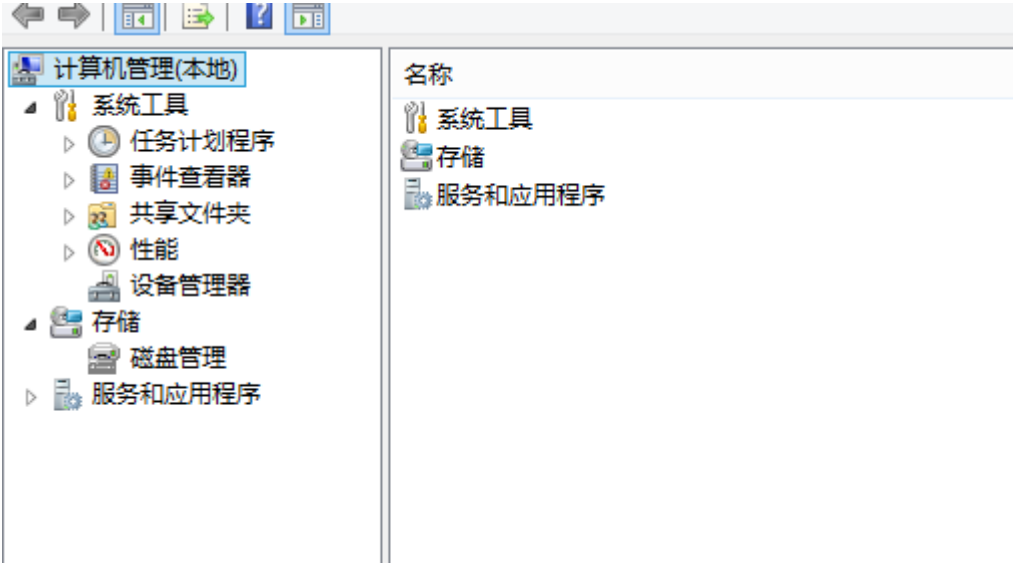 计算机管理(本地)
系统工具
任务计划程序
事件查看器
共享文件夹
性能
设备管理器
存储
磁盘管理
服务和应用程序
名称
系统工具
存储
服务和应用程序